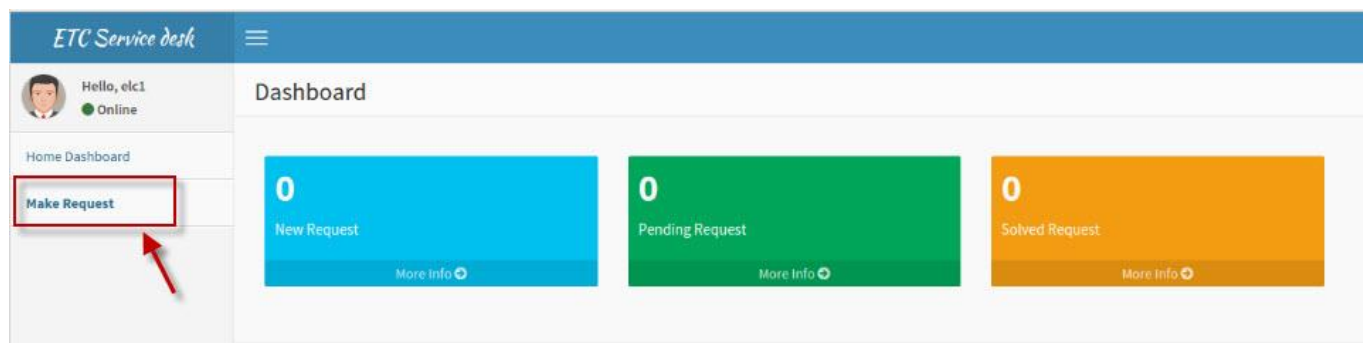 ETC Service desk
Hello, elc1
Online
Dashboard
Home Dashboard
Make Request
0
New Request
More Info
0
Pending Request
More Info
0
Solved Request
More Info